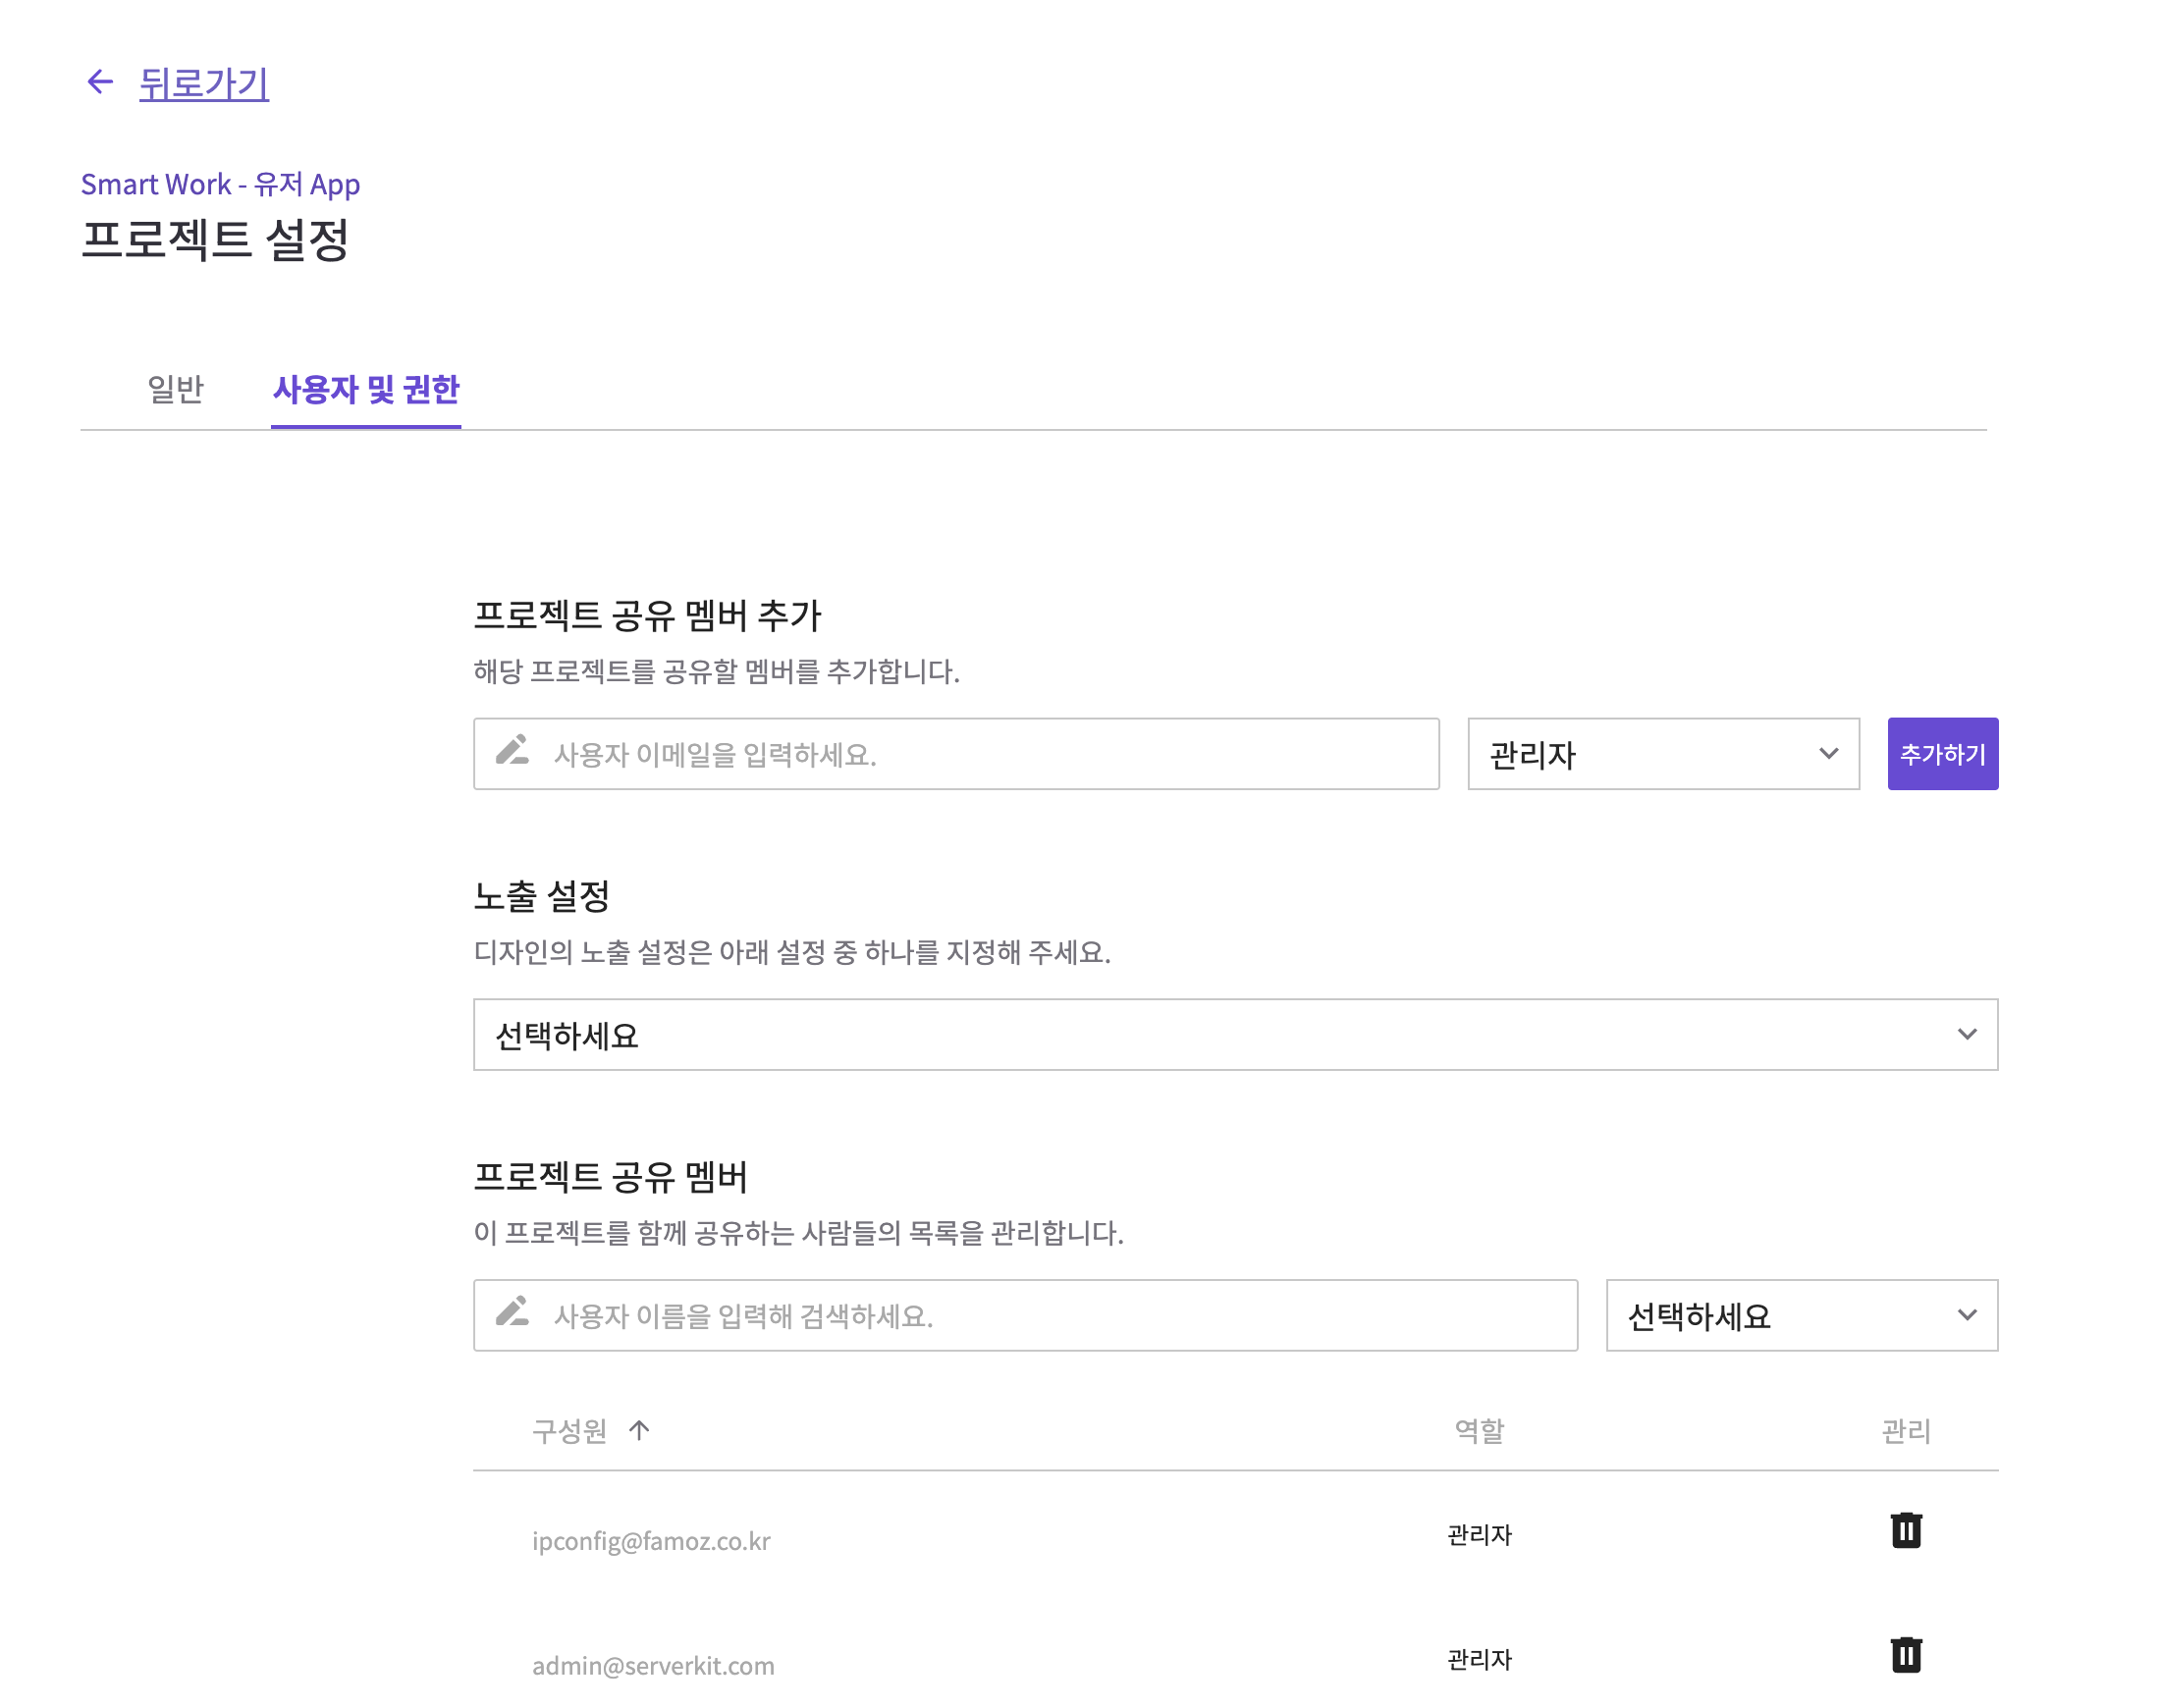 뒤로가기
Smart Work - 유저 App
프로젝트 설정
일반 사용자 및 권한
프로젝트 공유 멤버 추가
해당 프로젝트를 공유할 멤버를 추가합니다.
사용자 이메일을 입력하세요. 관리자 추가하기
노출 설정
디자인의 노출 설정은 아래 설정 중 하나를 지정해 주세요.
선택하세요
프로젝트 공유 멤버
이 프로젝트를 함께 공유하는 사람들의 목록을 관리합니다.
사용자 이름을 입력해 검색하세요. 선택하세요
구성원 역할 관리
ipconfig@famoz.co.kr 관리자
admin@serverkit.com 관리자